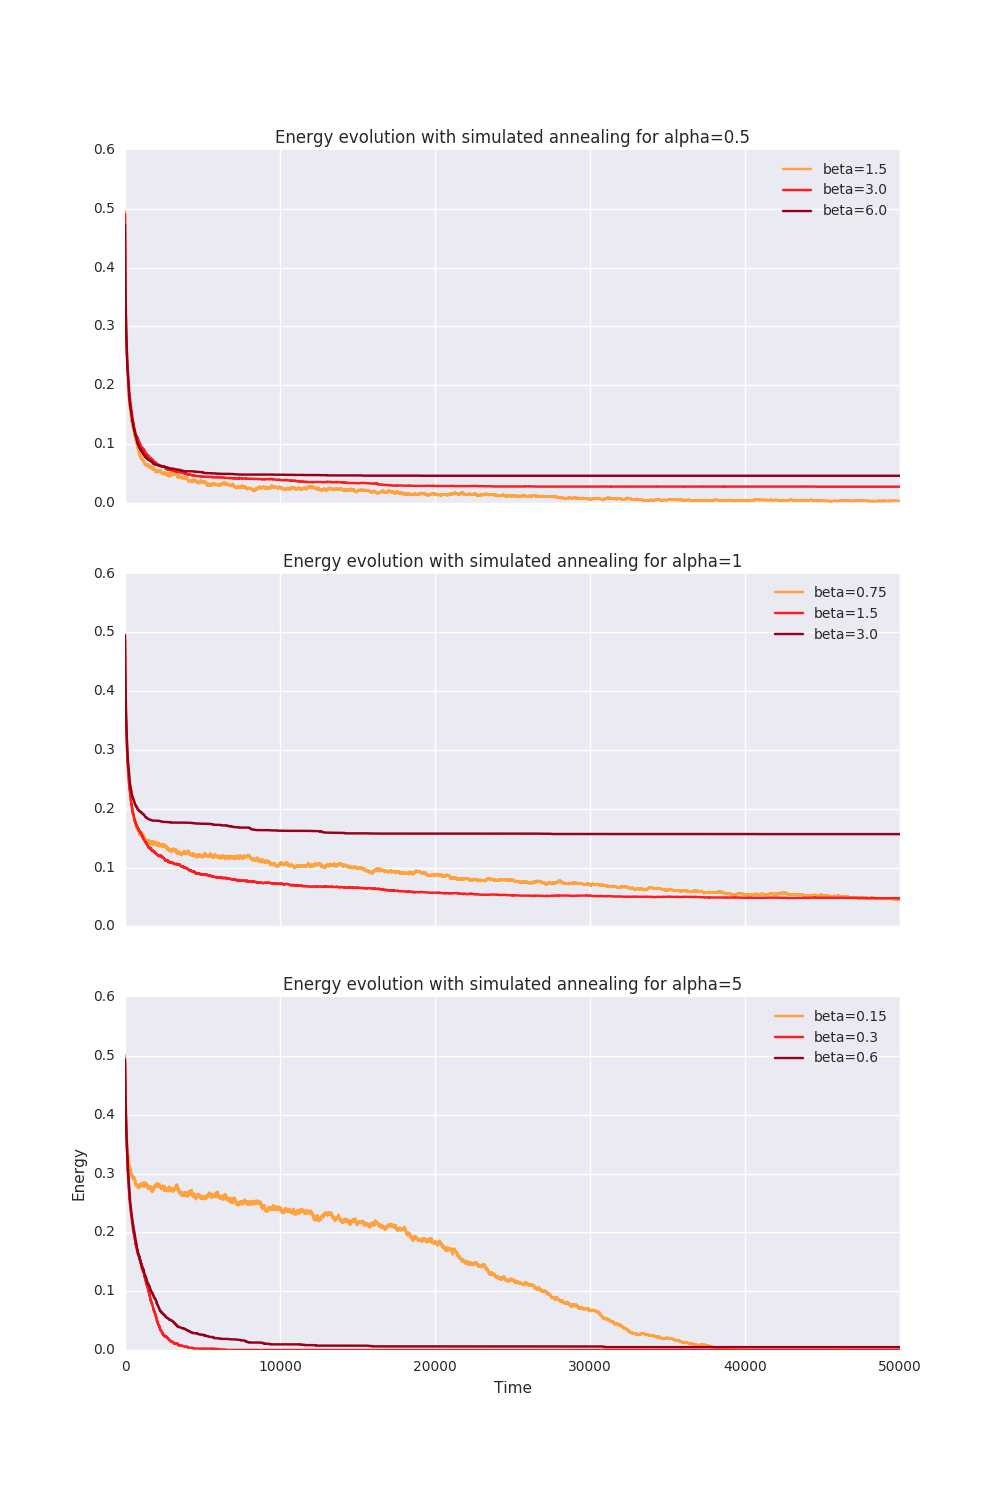 Energy evolution with simulated annealing for alpha=0.5
0.6
0.5
0.4
0.3
0.2
0.1
0.0
beta=1.5
beta=3.0
beta=6.0
Energy evolution with simulated annealing for alpha=1
0.6
0.5
0.4
0.3
0.2
0.1
0.0
beta=0.75
beta=1.5
beta=3.0
Energy evolution with simulated annealing for alpha=5
0.6
0.5
0.4
0.3
0.2
0.1
0.0
Energy
beta=0.15
beta=0.3
beta=0.6
0 10000 20000 30000 40000 50000
Time